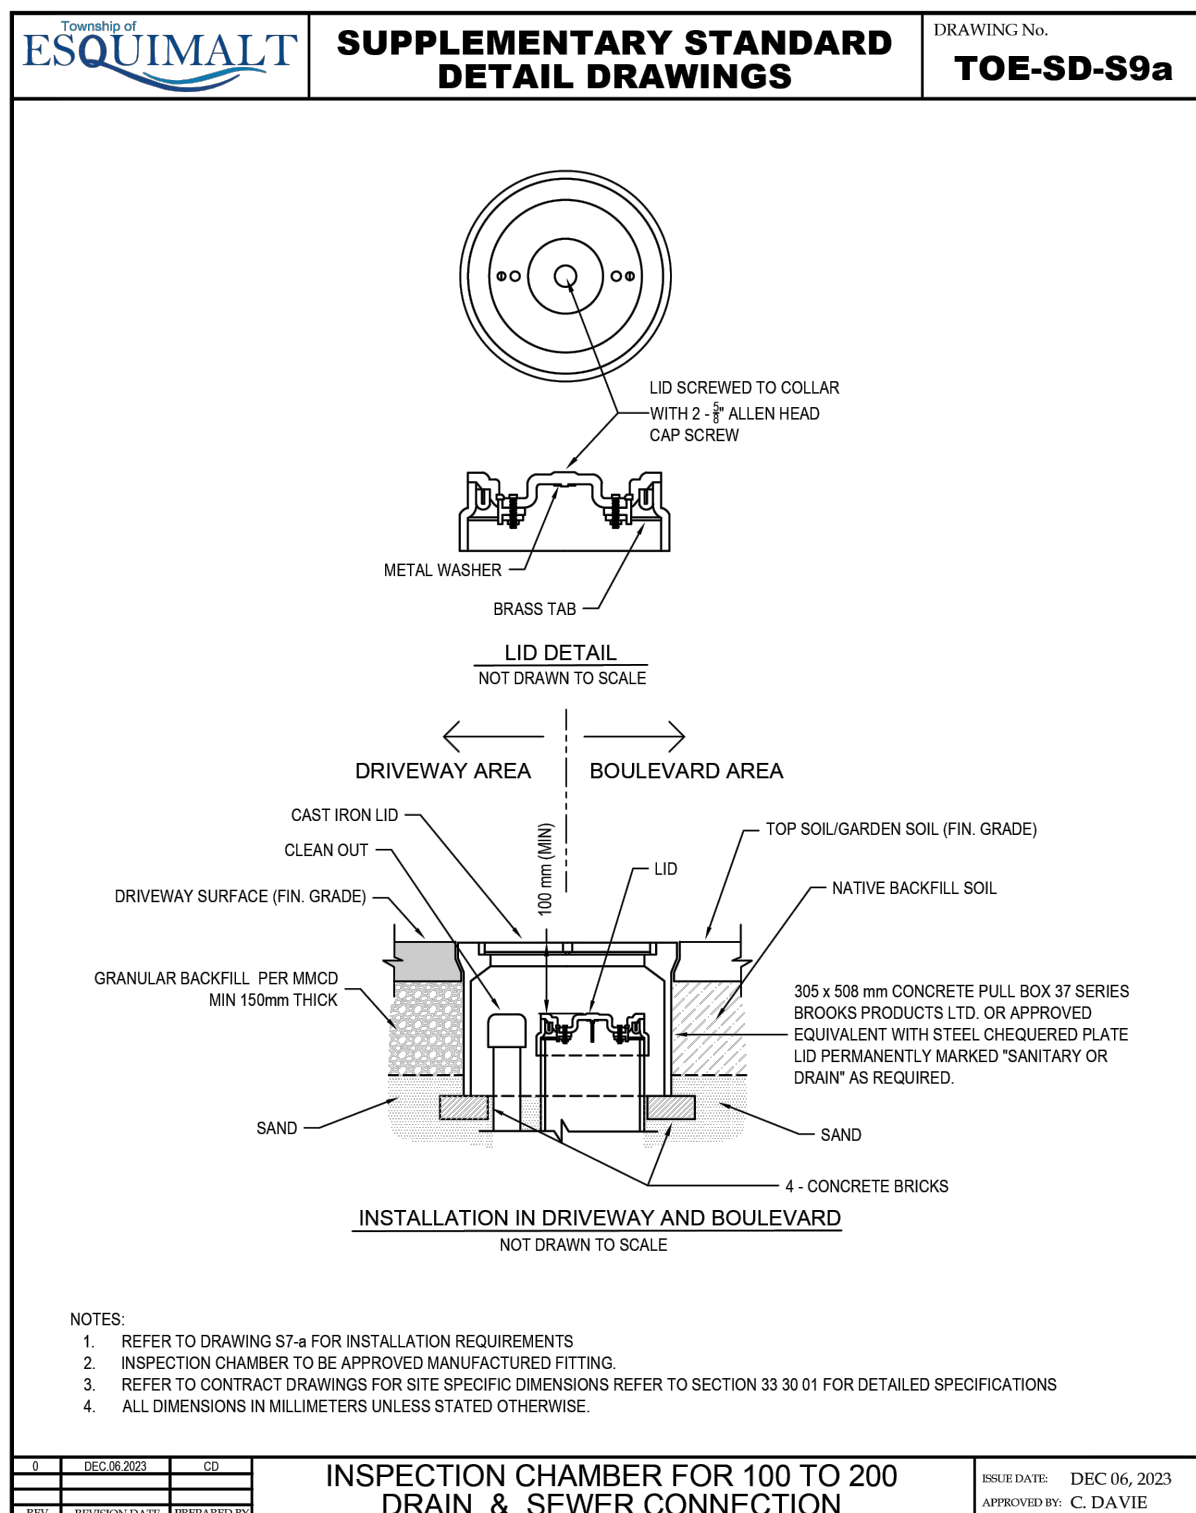 Township of
ESQUIMALT
SUPPLEMENTARY STANDARD
DETAIL DRAWINGS
DRAWING No.
TOE-SD-S9a
LID SCREWED TO COLLAR
WITH 2 - 5/8" ALLEN HEAD
CAP SCREW
METAL WASHER
BRASS TAB
LID DETAIL
NOT DRAWN TO SCALE
DRIVEWAY AREA
BOULEVARD AREA
CAST IRON LID
CLEAN OUT
DRIVEWAY SURFACE (FIN. GRADE)
GRANULAR BACKFILL PER MMCD
MIN 150mm THICK
SAND
100 mm (MIN)
LID
TOP SOIL/GARDEN SOIL (FIN. GRADE)
NATIVE BACKFILL SOIL
305 x 508 mm CONCRETE PULL BOX 37 SERIES
BROOKS PRODUCTS LTD. OR APPROVED
EQUIVALENT WITH STEEL CHEQUERED PLATE
LID PERMANENTLY MARKED "SANITARY OR
DRAIN" AS REQUIRED.
SAND
4 - CONCRETE BRICKS
INSTALLATION IN DRIVEWAY AND BOULEVARD
NOT DRAWN TO SCALE
NOTES:
1. REFER TO DRAWING S7-a FOR INSTALLATION REQUIREMENTS
2. INSPECTION CHAMBER TO BE APPROVED MANUFACTURED FITTING.
3. REFER TO CONTRACT DRAWINGS FOR SITE SPECIFIC DIMENSIONS REFER TO SECTION 33 30 01 FOR DETAILED SPECIFICATIONS
4. ALL DIMENSIONS IN MILLIMETERS UNLESS STATED OTHERWISE.
0 DEC.06.2023 CD
REV REVISION DATE PREPARED BY
INSPECTION CHAMBER FOR 100 TO 200
DRAIN & SEWER CONNECTION
ISSUE DATE: DEC 06, 2023
APPROVED BY: C. DAVIE